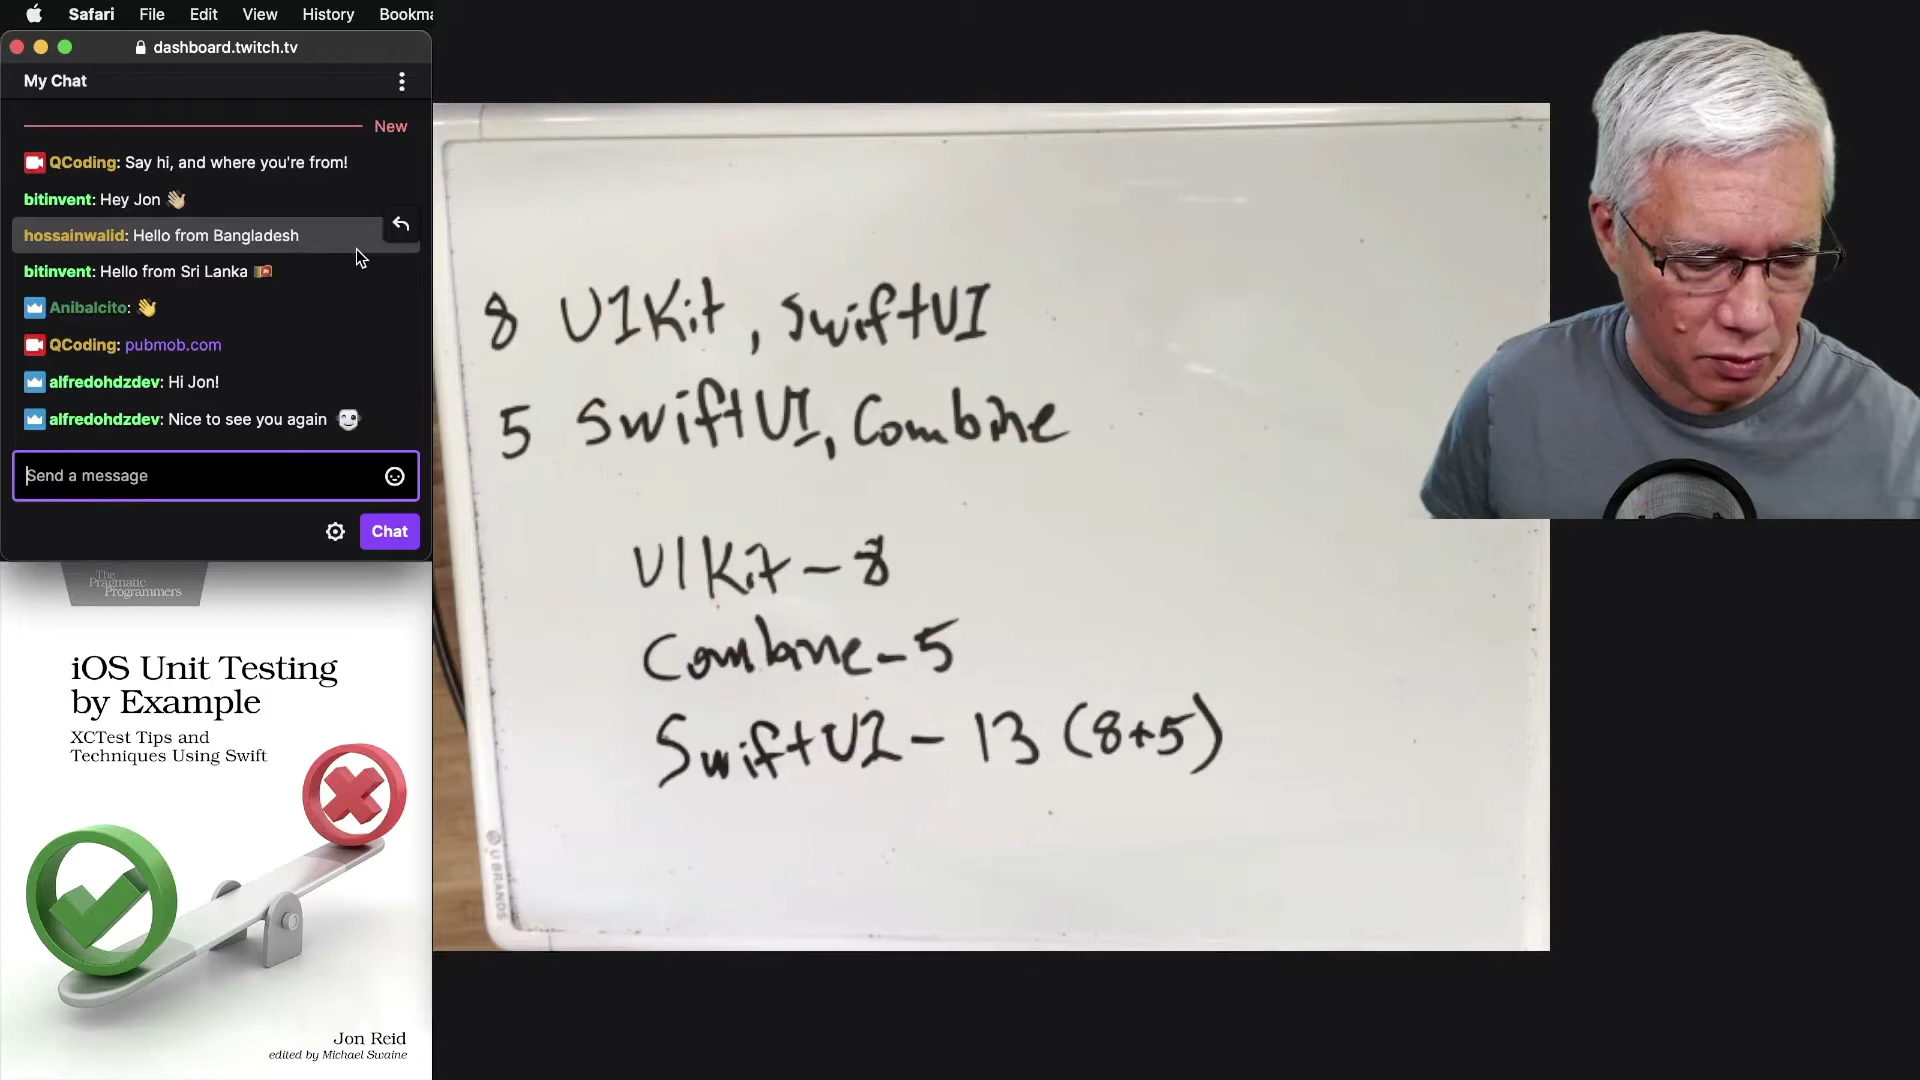 Safari File Edit View History Bookma
dashboard.twitch.tv
My Chat
New
QCoding: Say hi, and where you're from!
bitinvent: Hey Jon 👋🏼
hossainwalid: Hello from Bangladesh
bitinvent: Hello from Sri Lanka 🇱🇰
Anibalcito: 👋
QCoding: pubmob.com
alfredohdzdev: Hi Jon!
alfredohdzdev: Nice to see you again
Send a message
Chat
The
Pragmatic
Programmers
iOS Unit Testing
by Example
XCTest Tips and
Techniques Using Swift
Jon Reid
edited by Michael Swaine
8 UIKit, SwiftUI
5 SwiftUI, Combine
UIKit - 8
Combine - 5
SwiftUI - 13 (8+5)
U BRANDS